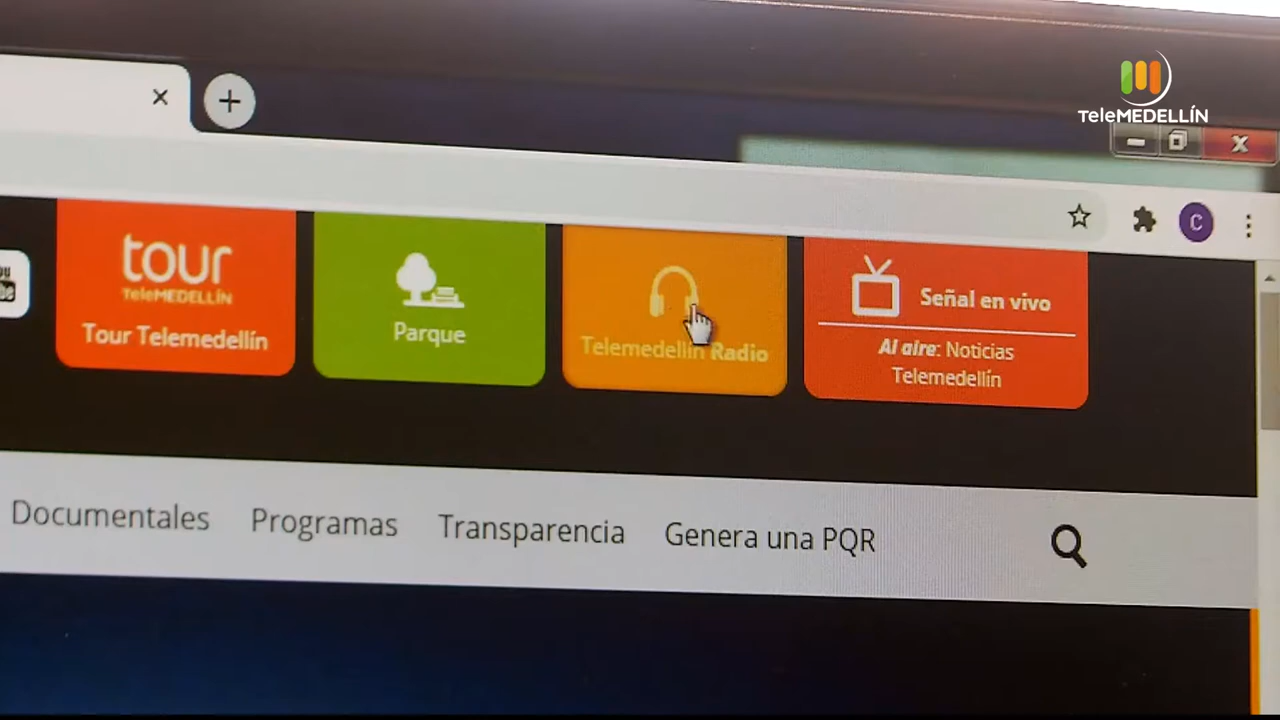 TeleMEDELLÍN
C
tour
TeleMEDELLÍN
Tour Telemedellín
Parque
Telemedellín Radio
Señal en vivo
Al aire: Noticias
Telemedellín
Documentales
Programas
Transparencia
Genera una PQR